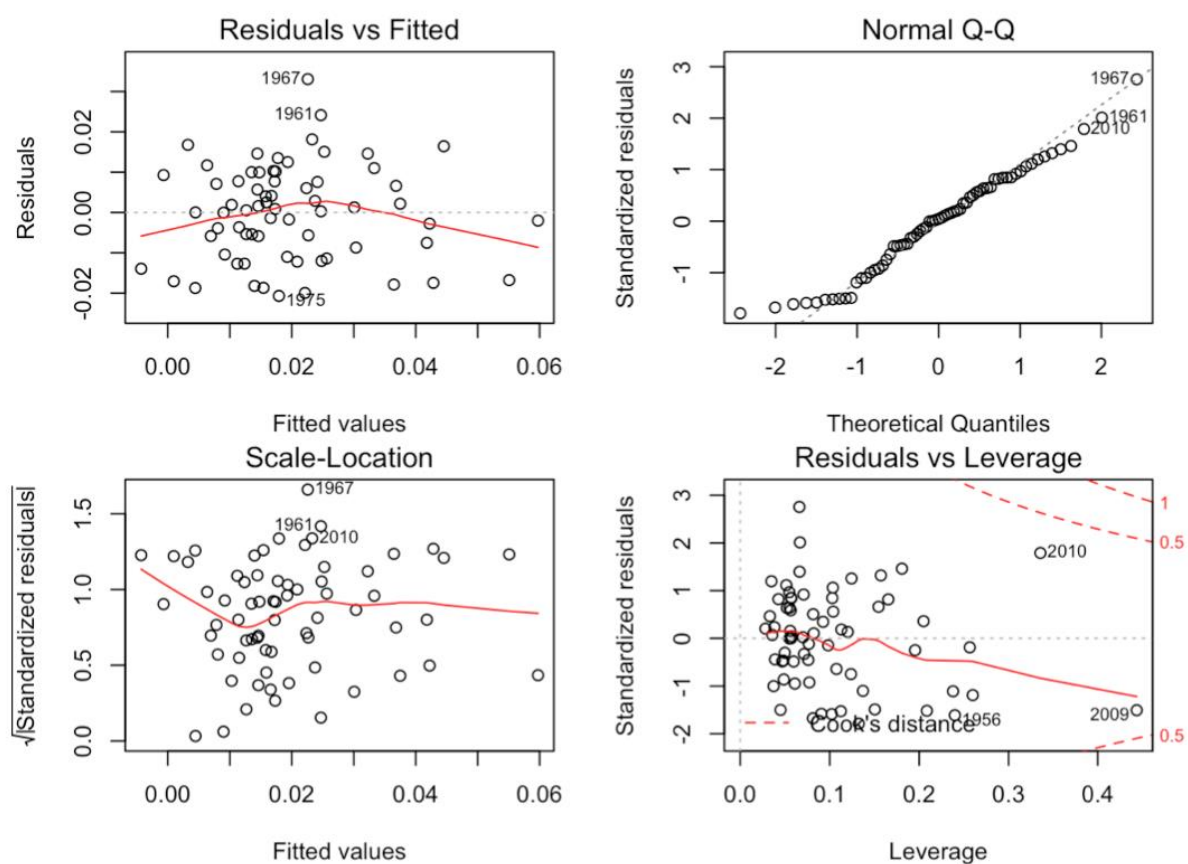 Residuals vs Fitted
Residuals
0.02
0.00
-0.02
1967
1961
1975
0.00 0.02 0.04 0.06
Fitted values
Normal Q-Q
Standardized residuals
3
2
1
0
-1
1967
1961
2010
-2 -1 0 1 2
Theoretical Quantiles
Scale-Location
√|Standardized residuals|
1.5
1.0
0.5
0.0
1967
1961
2010
0.00 0.02 0.04 0.06
Fitted values
Residuals vs Leverage
Standardized residuals
3
2
1
0
-1
-2
1
0.5
2010
1956
2009
0.5
Cook's distance
0.0 0.1 0.2 0.3 0.4
Leverage